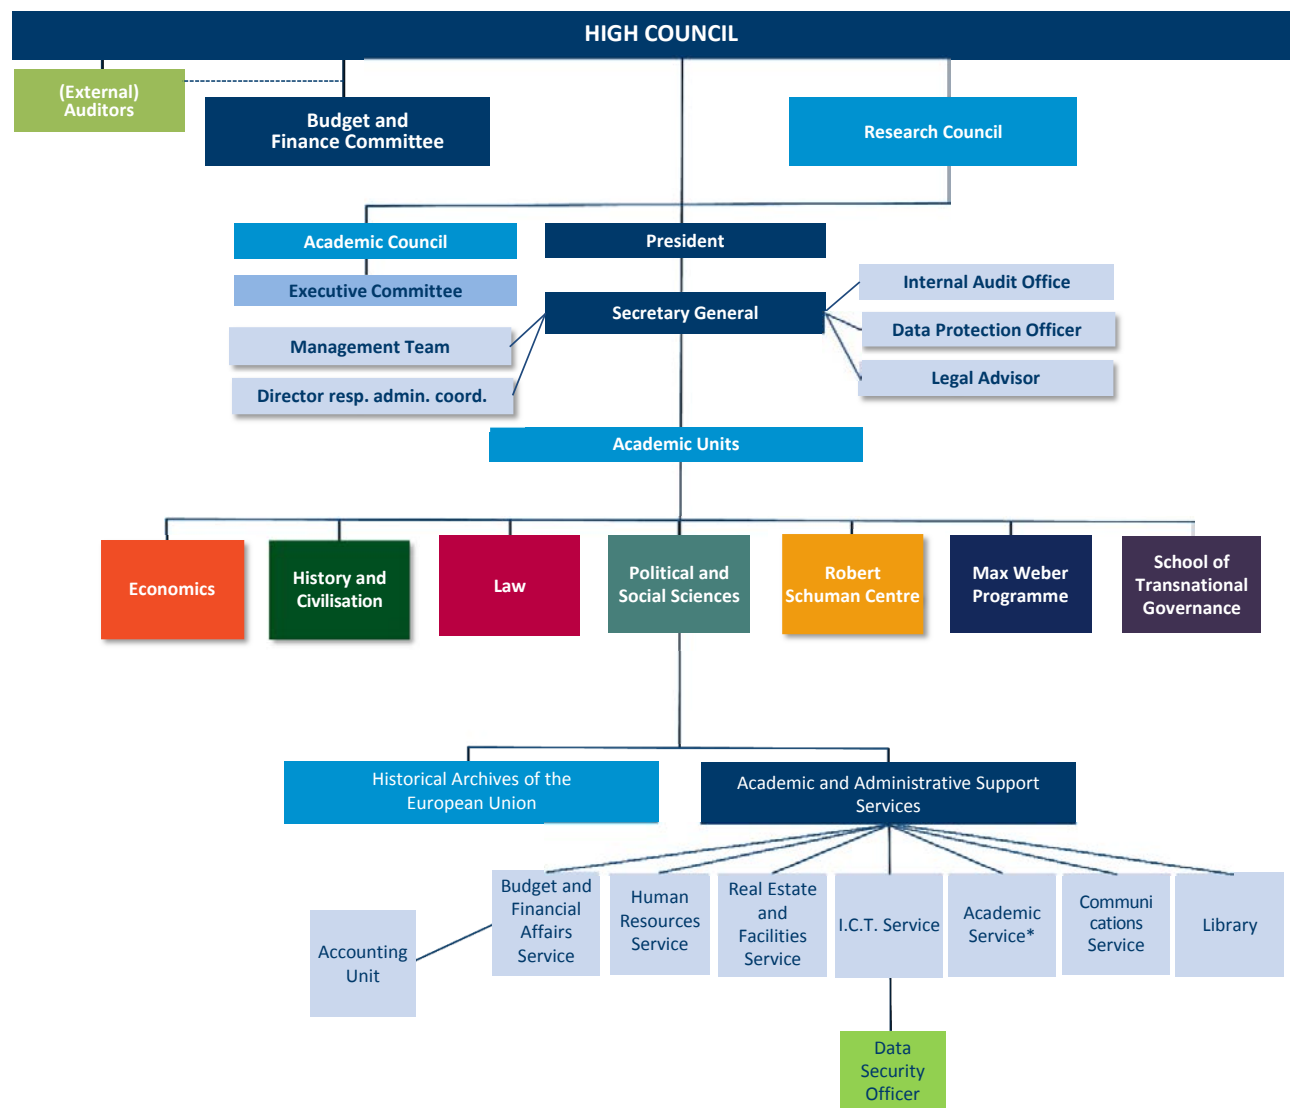 HIGH COUNCIL
(External)
Auditors
Budget and
Finance Committee
Research Council
Academic Council
President
Executive Committee
Secretary General
Internal Audit Office
Data Protection Officer
Legal Advisor
Management Team
Director resp. admin. coord.
Academic Units
Economics
History and
Civilisation
Law
Political and
Social Sciences
Robert
Schuman Centre
Max Weber
Programme
School of
Transnational
Governance
Historical Archives of the
European Union
Academic and Administrative Support
Services
Accounting
Unit
Budget and
Financial
Affairs
Service
Human
Resources
Service
Real Estate
and
Facilities
Service
I.C.T. Service
Academic
Service*
Communi
cations
Service
Library
Data
Security
Officer